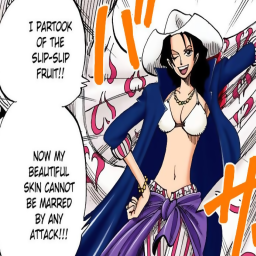 I PARTOOK
OF THE
SLIP-SLIP
FRUIT!!
NOW MY
BEAUTIFUL
SKIN CANNOT
BE MARRED
BY ANY
ATTACK!!!